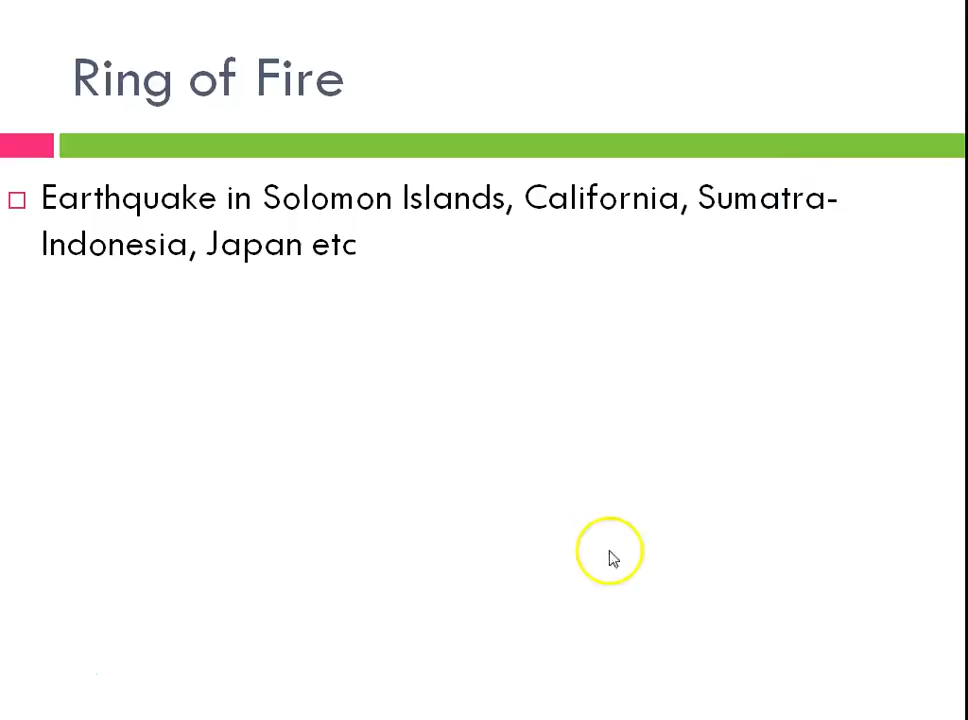 Ring of Fire
Earthquake in Solomon Islands, California, Sumatra-
Indonesia, Japan etc